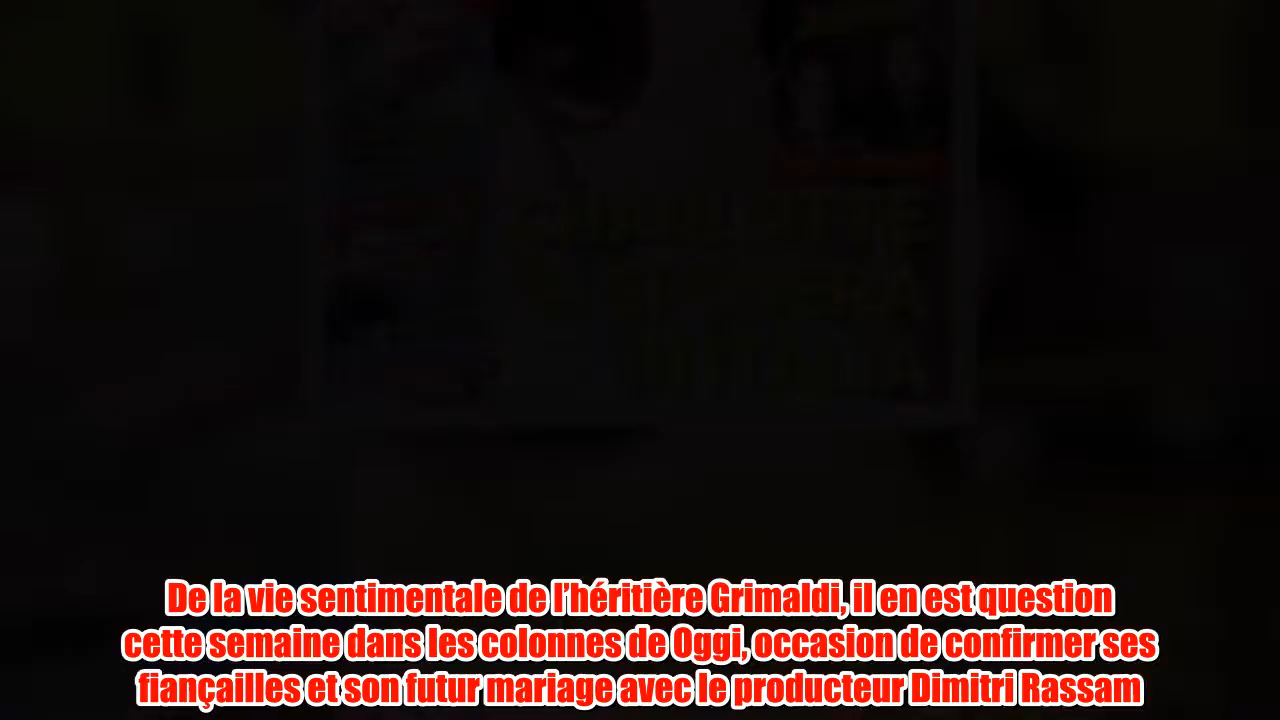 De la vie sentimentale de l'héritière Grimaldi, il en est question
cette semaine dans les colonnes de Oggi, occasion de confirmer ses
fiançailles et son futur mariage avec le producteur Dimitri Rassam